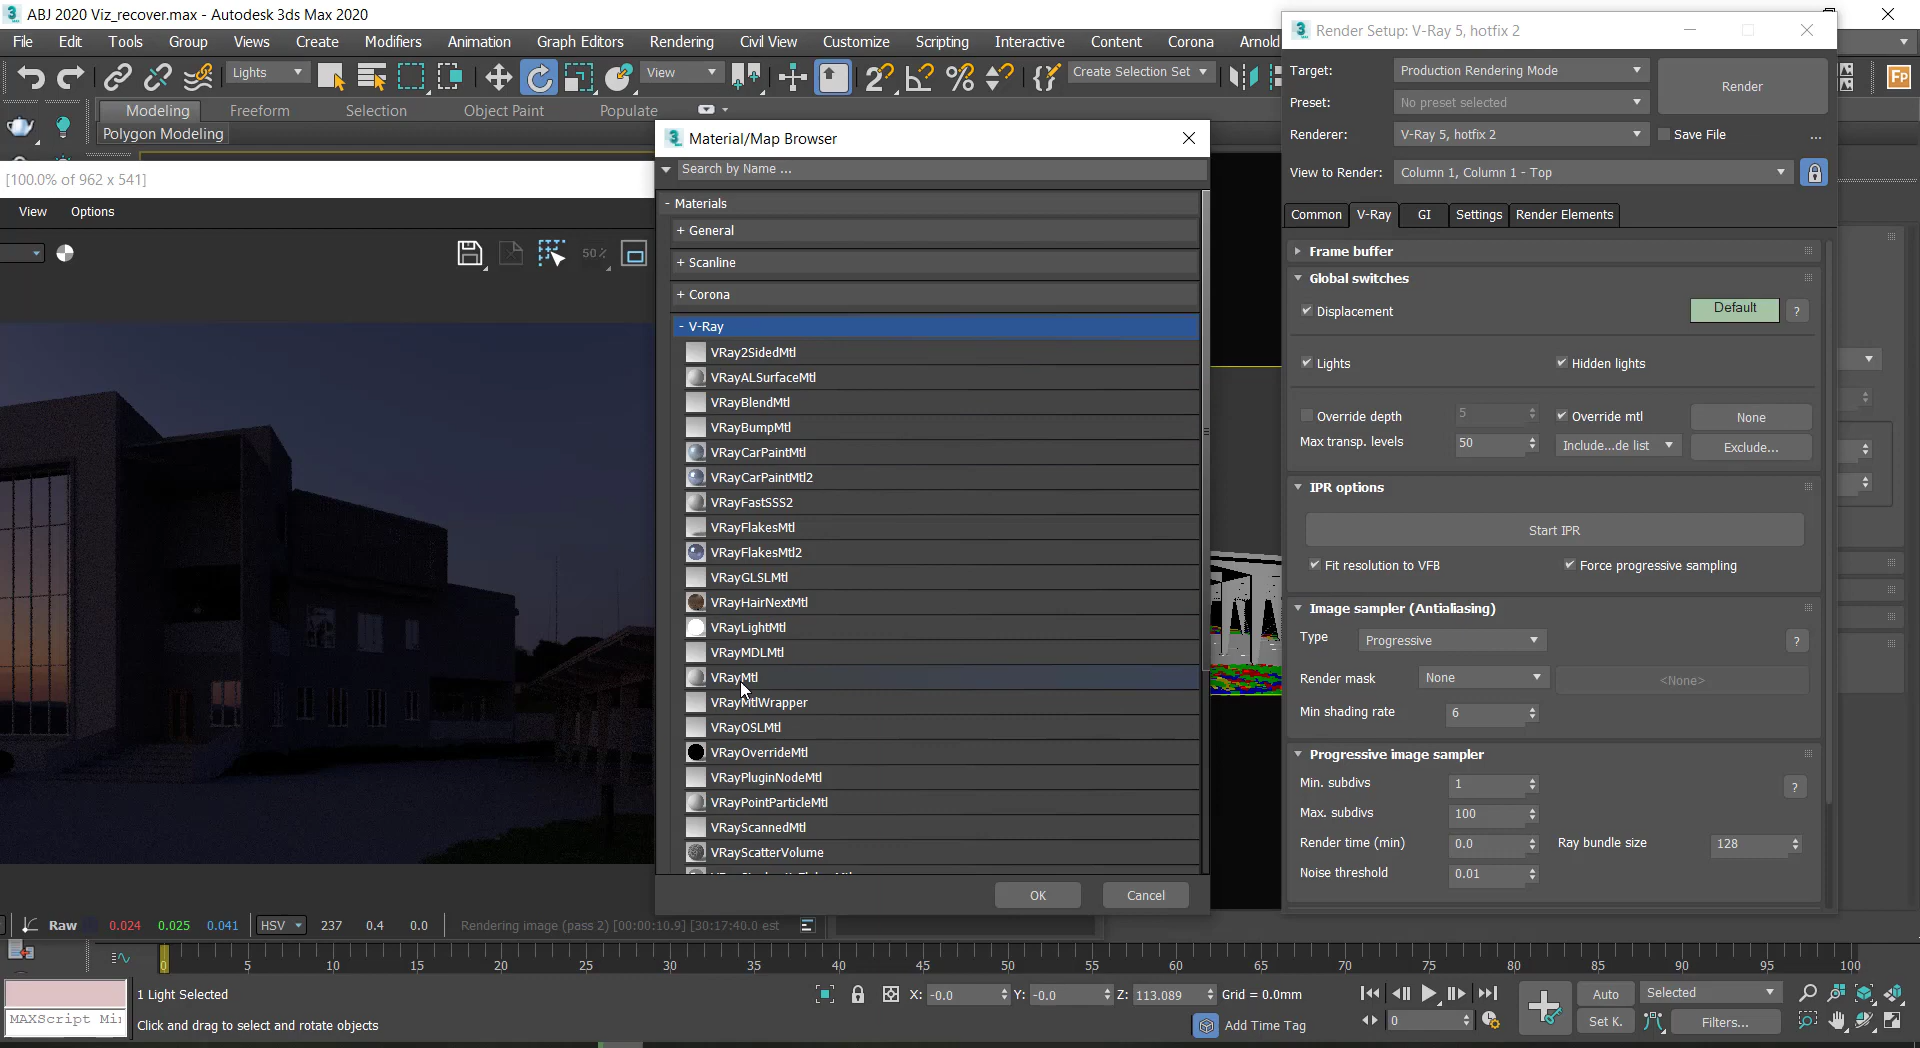 ABJ 2020 Viz_recover.max - Autodesk 3ds Max 2020
File Edit Tools Group Views Create Modifiers Animation Graph Editors Rendering Civil View Customize Scripting Interactive Content Corona Arnold
Lights View Create Selection Set
Modeling Freeform Selection Object Paint Populate
Polygon Modeling
[100.0% of 962 x 541]
View Options
50%
Material/Map Browser
Search by Name ...
- Materials
+ General
+ Scanline
+ Corona
- V-Ray
VRay2SidedMtl
VRayALSurfaceMtl
VRayBlendMtl
VRayBumpMtl
VRayCarPaintMtl
VRayCarPaintMtl2
VRayFastSSS2
VRayFlakesMtl
VRayFlakesMtl2
VRayGLSLMtl
VRayHairNextMtl
VRayLightMtl
VRayMDLMtl
VRayMtl
VRayMtlWrapper
VRayOSLMtl
VRayOverrideMtl
VRayPluginNodeMtl
VRayPointParticleMtl
VRayScannedMtl
VRayScatterVolume
OK Cancel
Render Setup: V-Ray 5, hotfix 2
Target: Production Rendering Mode Render
Preset: No preset selected
Renderer: V-Ray 5, hotfix 2 Save File ...
View to Render: Column 1, Column 1 - Top
Common V-Ray GI Settings Render Elements
Frame buffer
Global switches
Displacement Default ?
Lights Hidden lights
Override depth 5 Override mtl None
Max transp. levels 50 Include...de list Exclude...
IPR options
Start IPR
Fit resolution to VFB Force progressive sampling
Image sampler (Antialiasing)
Type Progressive ?
Render mask None <None>
Min shading rate 6
Progressive image sampler
Min. subdivs 1 ?
Max. subdivs 100
Render time (min) 0.0 Ray bundle size 128
Noise threshold 0.01
FP
Raw 0.024 0.025 0.041 HSV 237 0.4 0.0 Rendering image (pass 2) [00:00:10.9] [30:17:40.0 est
0 5 10 15 20 25 30 35 40 45 50 55 60 65 70 75 80 85 90 95 100
1 Light Selected X: -0.0 Y: -0.0 Z: 113.089 Grid = 0.0mm Auto Selected
MAXScript Mi Click and drag to select and rotate objects Add Time Tag 0 Set K. Filters...